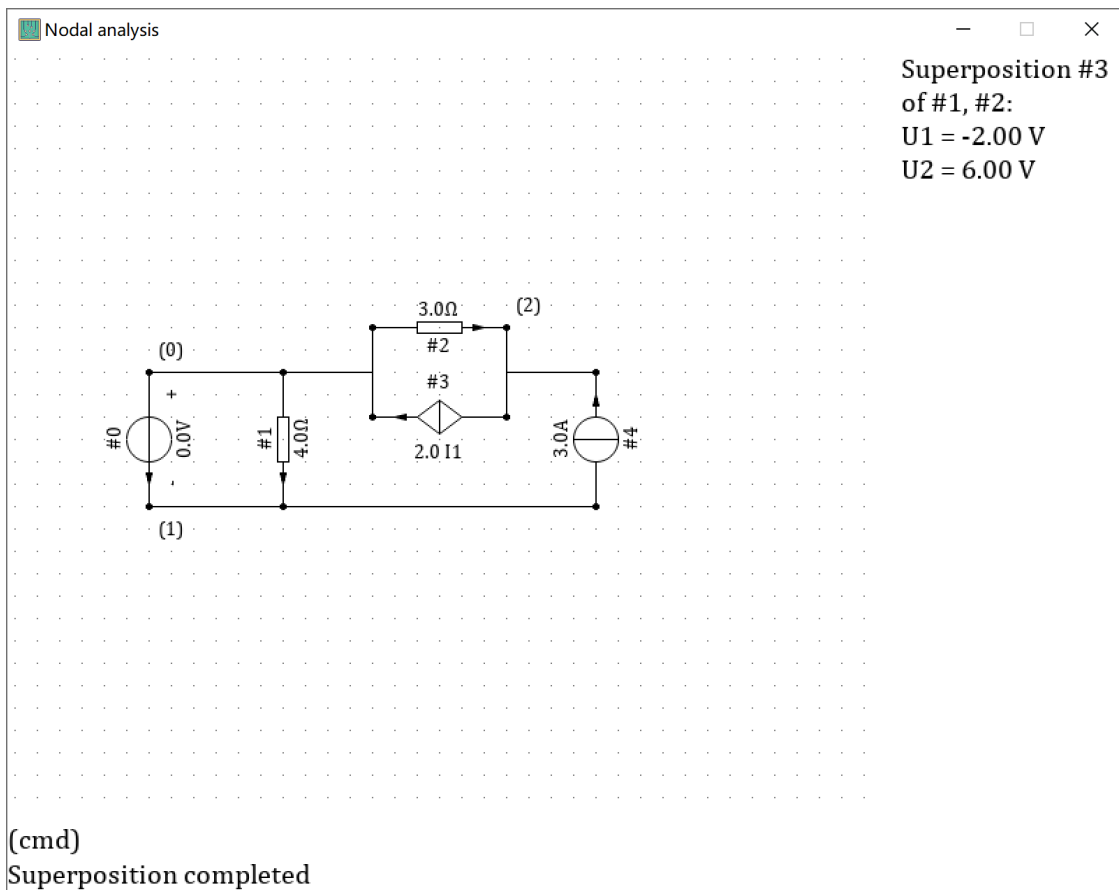 Nodal analysis
Superposition #3
of #1, #2:
U1 = -2.00 V
U2 = 6.00 V
3.0Ω
(2)
#2
(0)
#3
+
#0
0.0V
#1
4.0Ω
2.0 I1
3.0A
#4
-
(1)
(cmd)
Superposition completed